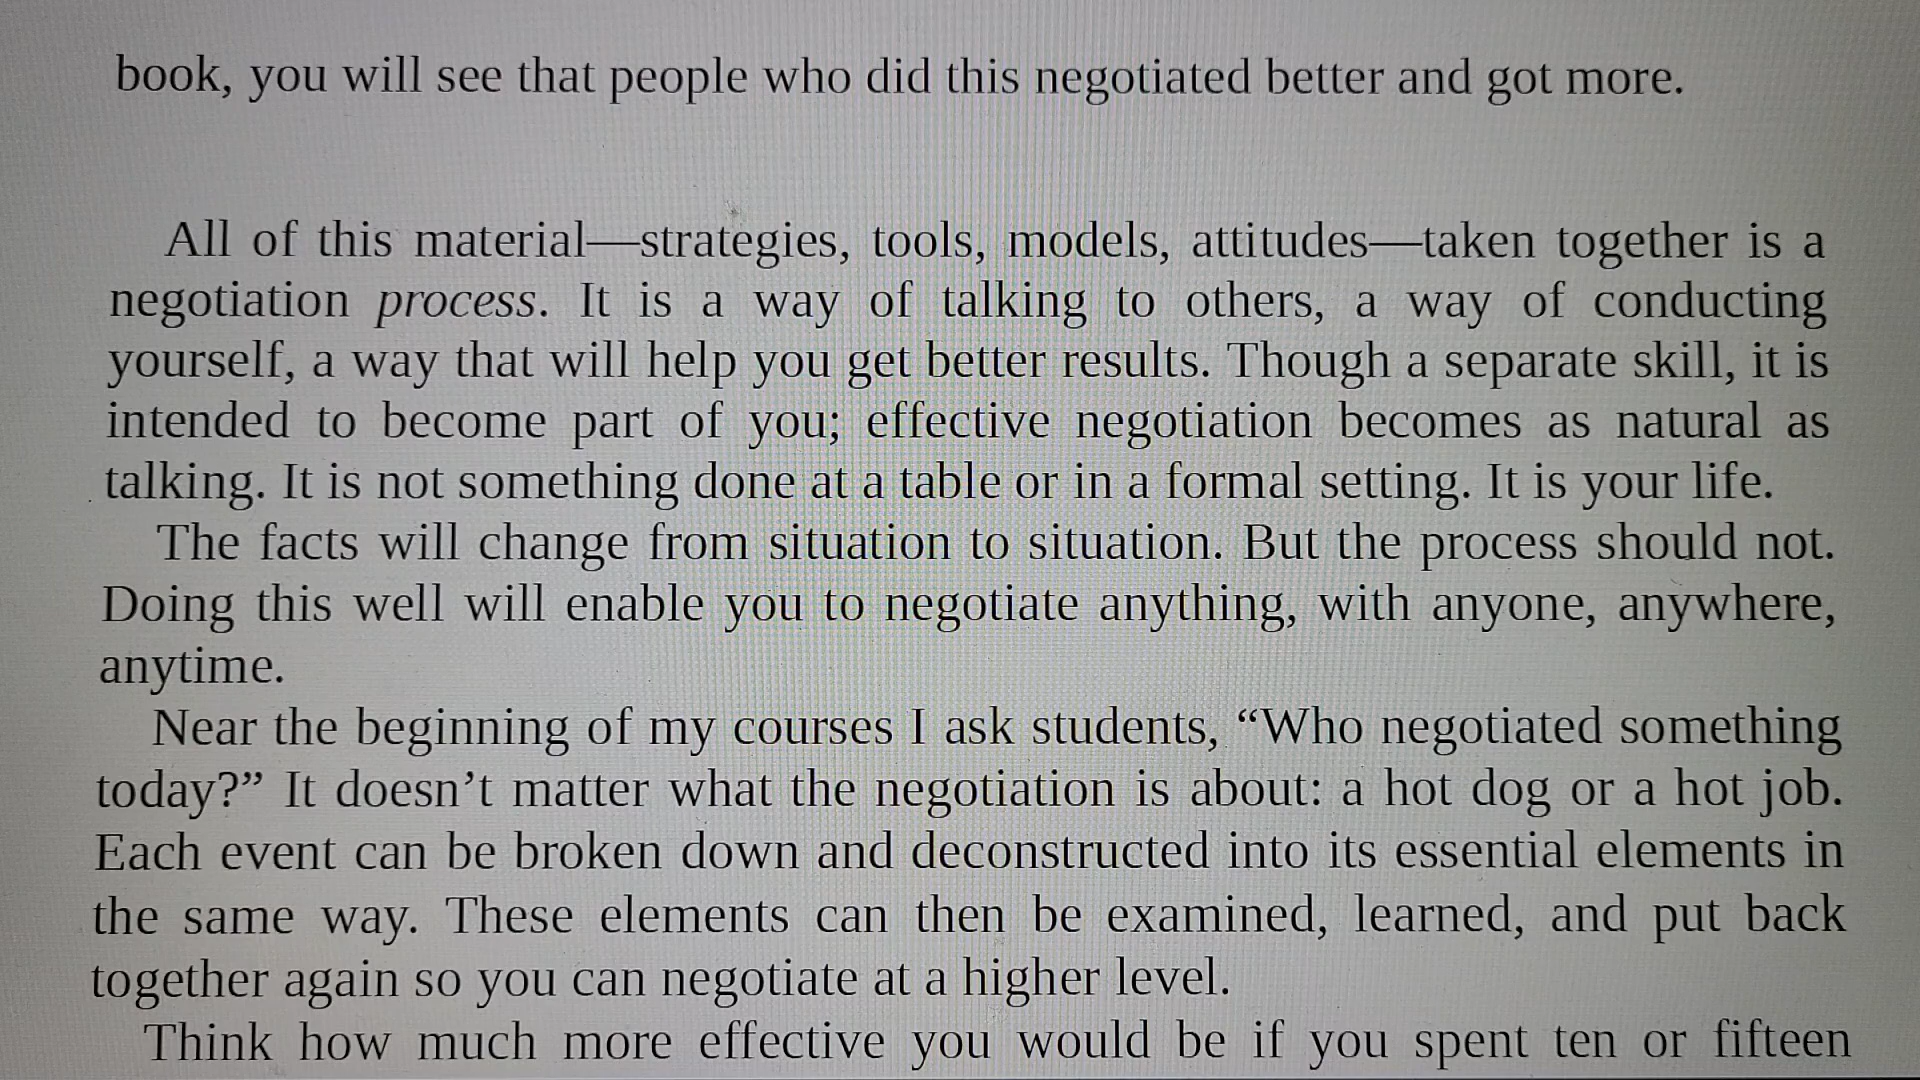 book, you will see that people who did this negotiated better and got more.
All of this material—strategies, tools, models, attitudes—taken together is a
negotiation process. It is a way of talking to others, a way of conducting
yourself, a way that will help you get better results. Though a separate skill, it is
intended to become part of you; effective negotiation becomes as natural as
talking. It is not something done at a table or in a formal setting. It is your life.
The facts will change from situation to situation. But the process should not.
Doing this well will enable you to negotiate anything, with anyone, anywhere,
anytime.
Near the beginning of my courses I ask students, “Who negotiated something
today?” It doesn’t matter what the negotiation is about: a hot dog or a hot job.
Each event can be broken down and deconstructed into its essential elements in
the same way. These elements can then be examined, learned, and put back
together again so you can negotiate at a higher level.
Think how much more effective you would be if you spent ten or fifteen